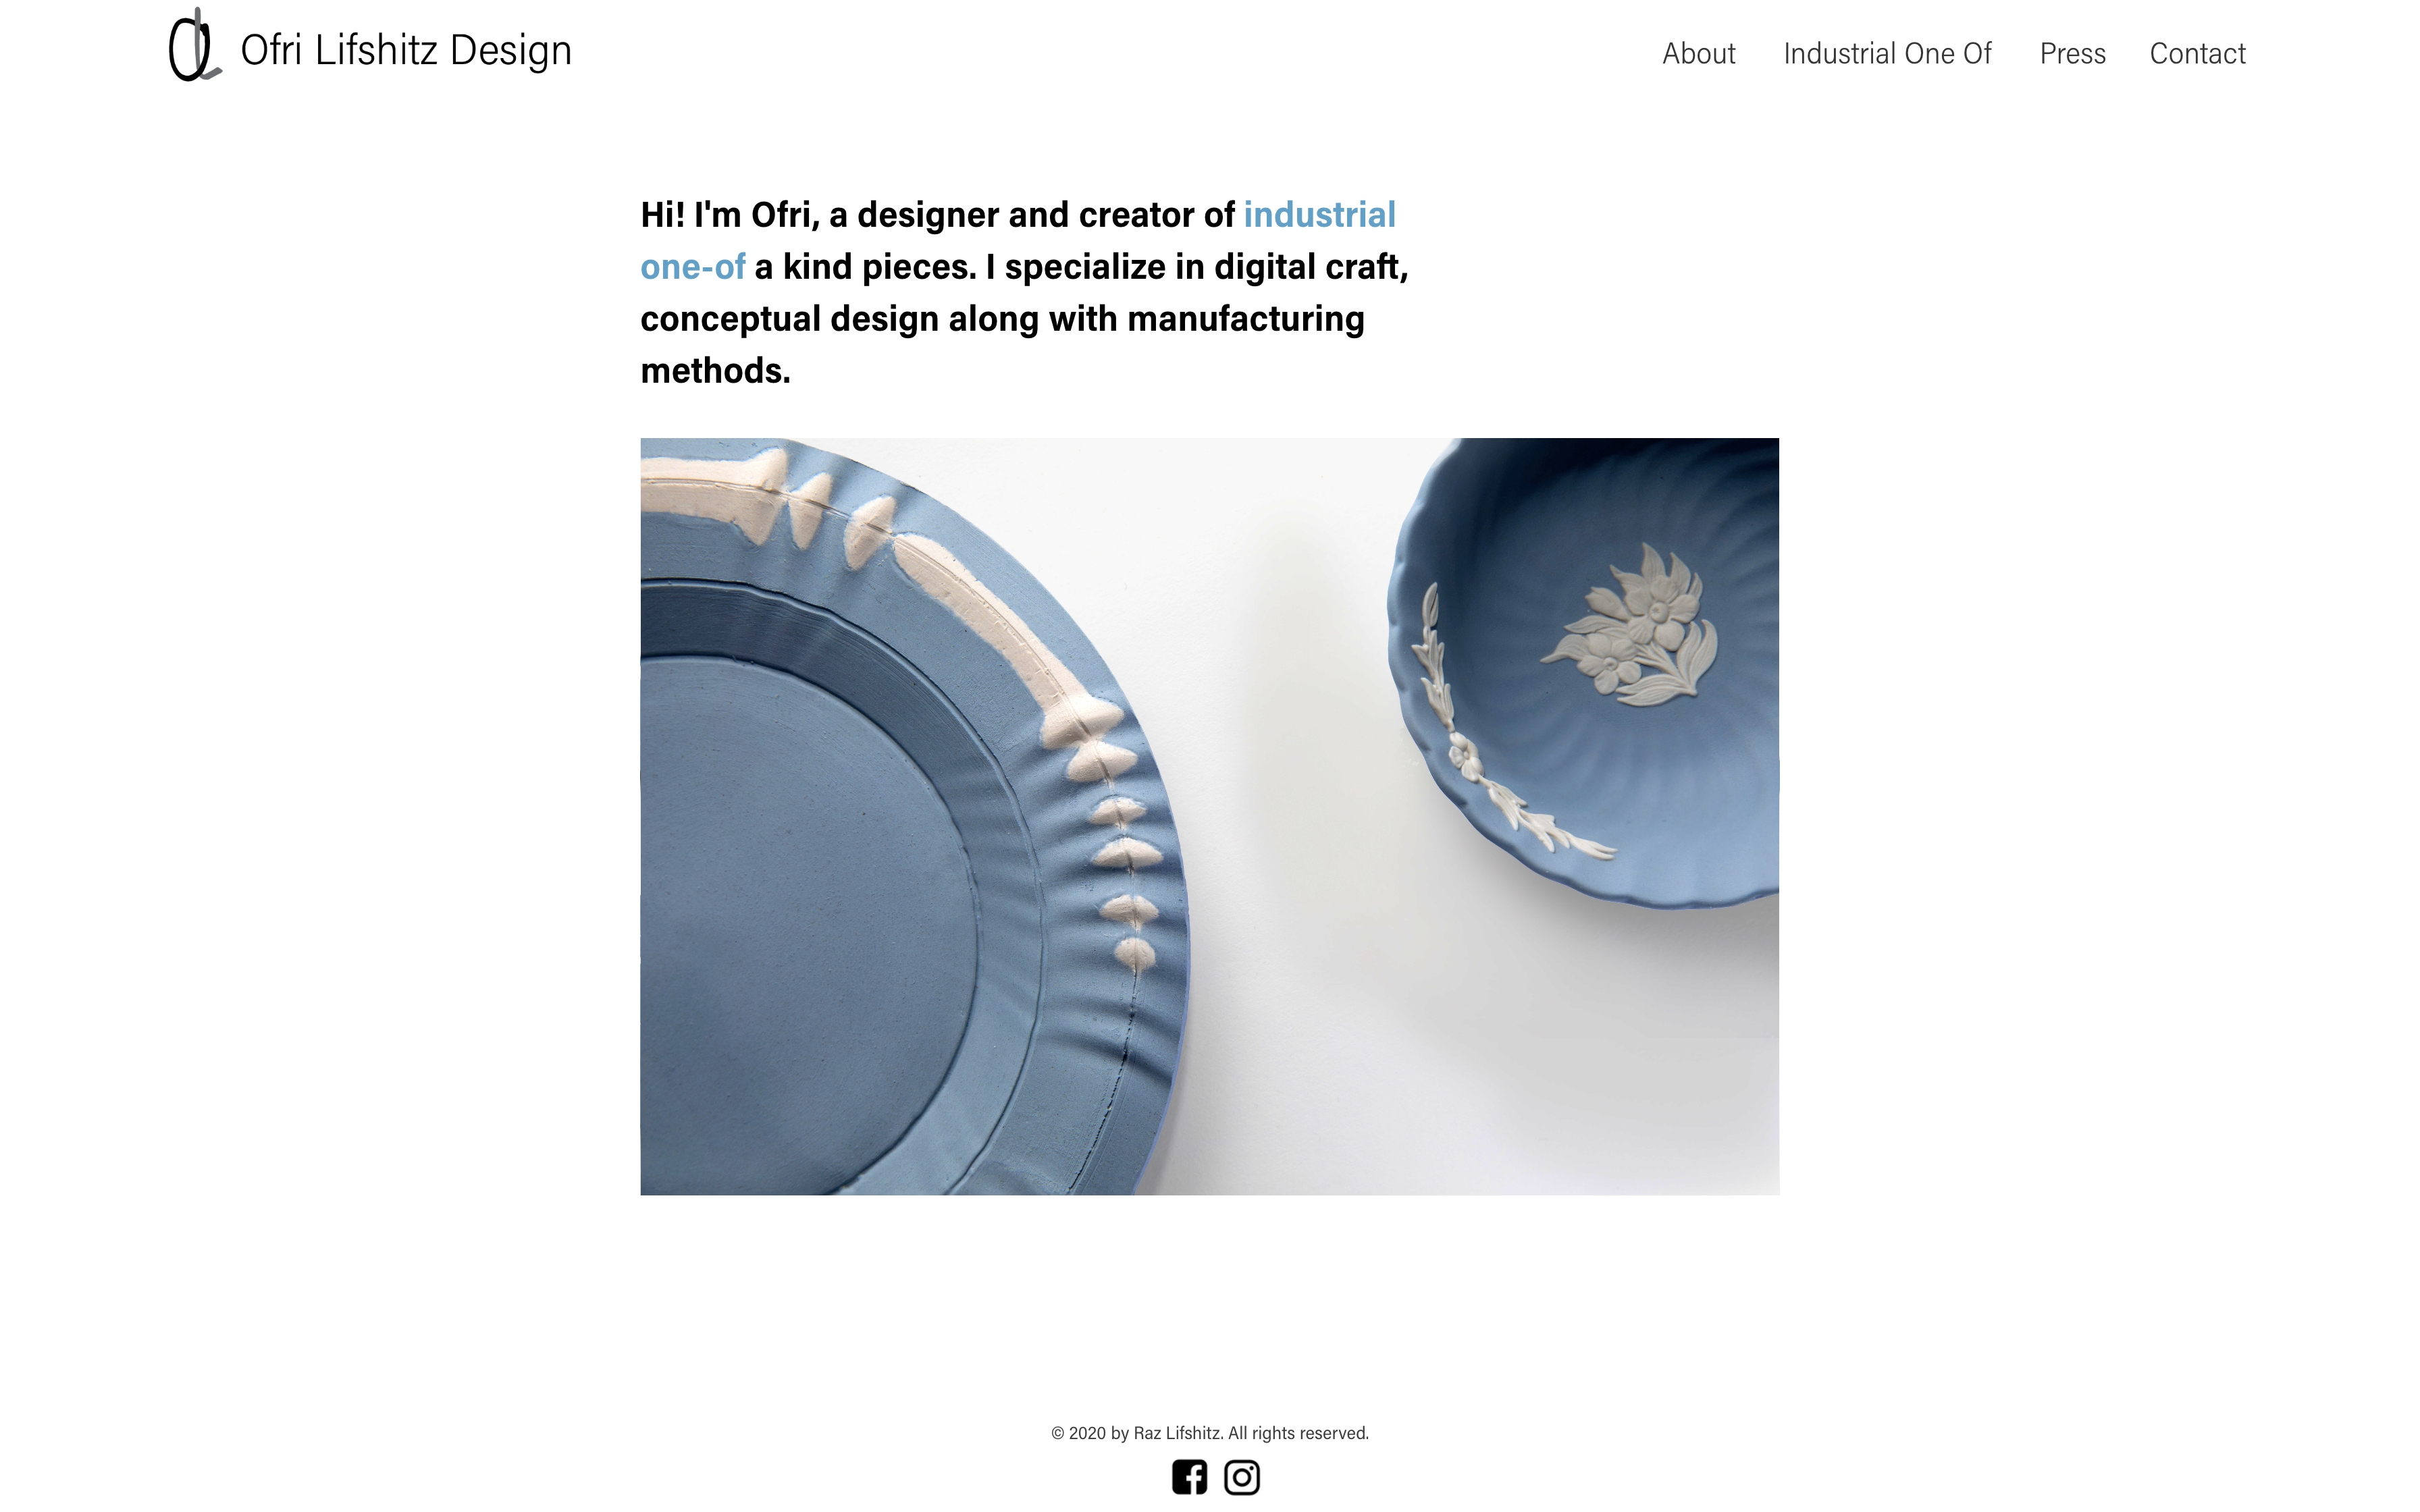 Ofri Lifshitz Design
About Industrial One Of Press Contact
Hi! I'm Ofri, a designer and creator of industrial
one-of a kind pieces. I specialize in digital craft,
conceptual design along with manufacturing
methods.
© 2020 by Raz Lifshitz. All rights reserved.